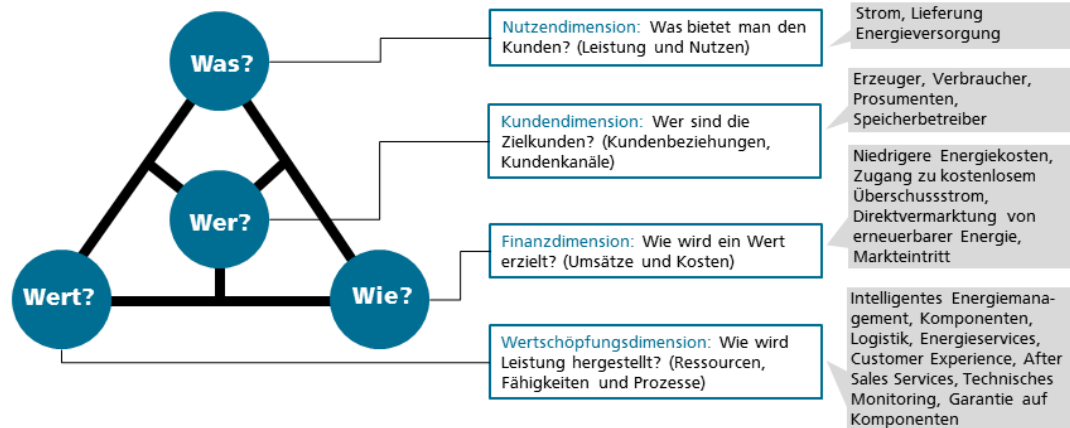 Was?
Wer?
Wert?
Wie?
Nutzendimension: Was bietet man den
Kunden? (Leistung und Nutzen)
Strom, Lieferung
Energieversorgung
Kundendimension: Wer sind die
Zielkunden? (Kundenbeziehungen,
Kundenkanäle)
Erzeuger, Verbraucher,
Prosumenten,
Speicherbetreiber
Finanzdimension: Wie wird ein Wert
erzielt? (Umsätze und Kosten)
Niedrigere Energiekosten,
Zugang zu kostenlosem
Überschussstrom,
Direktvermarktung von
erneuerbarer Energie,
Markteintritt
Wertschöpfungsdimension: Wie wird
Leistung hergestellt? (Ressourcen,
Fähigkeiten und Prozesse)
Intelligentes Energiemana-
gement, Komponenten,
Logistik, Energieservices,
Customer Experience, After
Sales Services, Technisches
Monitoring, Garantie auf
Komponenten